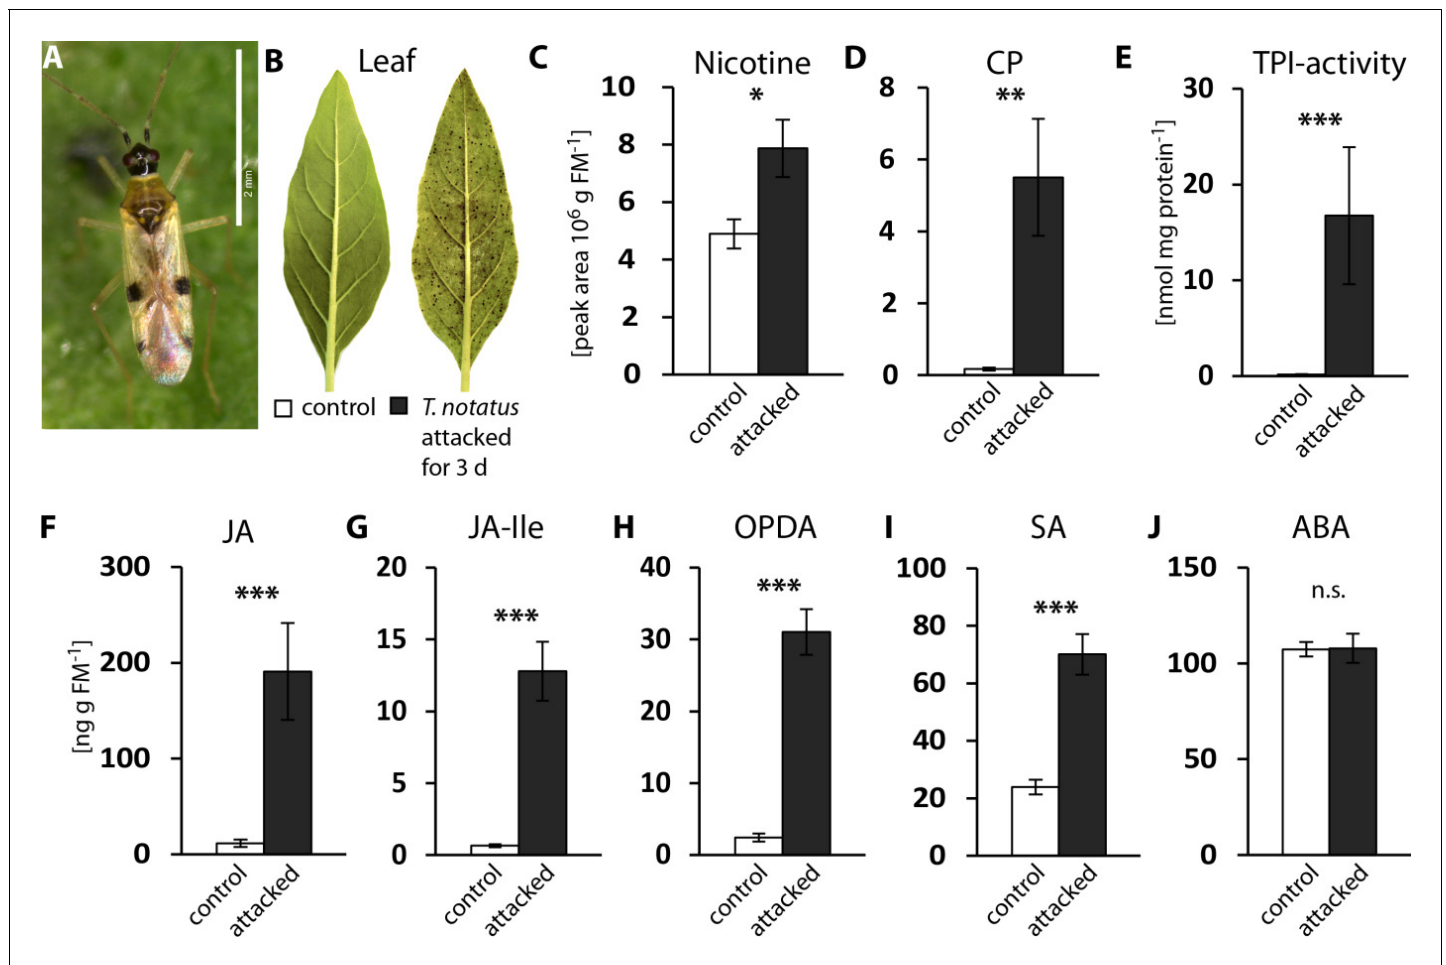 A
2 mm
B
Leaf
control
T. notatus
attacked
for 3 d
C
Nicotine
*
[peak area 10⁶ g FM⁻¹]
10
8
6
4
2
0
control
attacked
D
CP
**
8
6
4
2
0
control
attacked
E
TPI-activity
***
[nmol mg protein⁻¹]
30
20
10
0
control
attacked
F
JA
***
[ng g FM⁻¹]
300
200
100
0
control
attacked
G
JA-Ile
***
20
15
10
5
0
control
attacked
H
OPDA
***
40
30
20
10
0
control
attacked
I
SA
***
100
80
60
40
20
0
control
attacked
J
ABA
n.s.
150
100
50
0
control
attacked